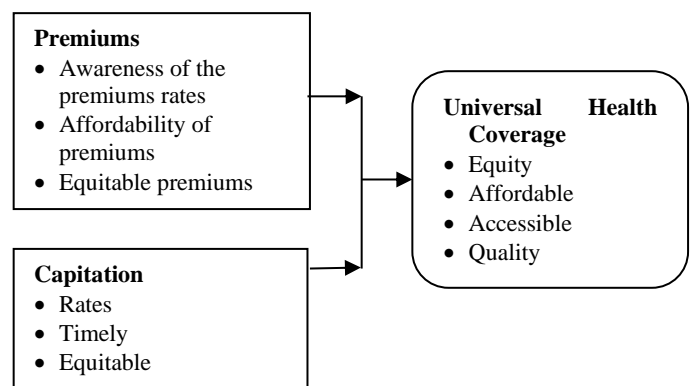 Premiums
• Awareness of the
premiums rates
• Affordability of
premiums
• Equitable premiums
Capitation
• Rates
• Timely
• Equitable
Universal Health
Coverage
• Equity
• Affordable
• Accessible
• Quality